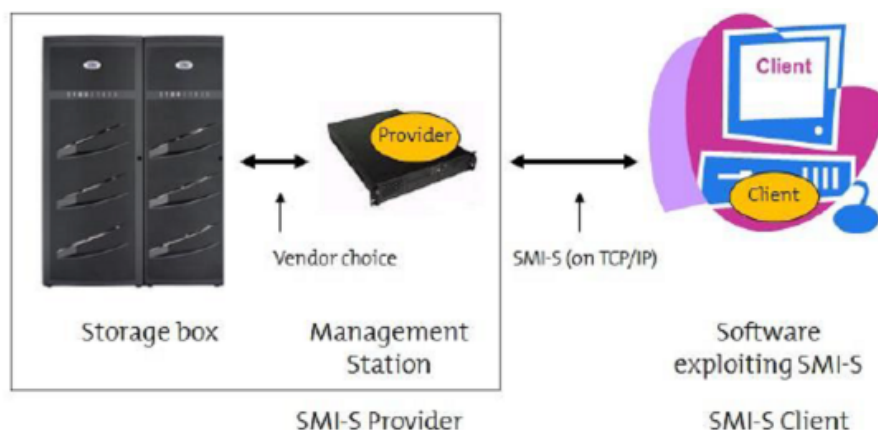 Client
Provider
Client
Vendor choice
SMI-S (on TCP/IP)
Storage box
Management
Station
Software
exploiting SMI-S
SMI-S Provider
SMI-S Client